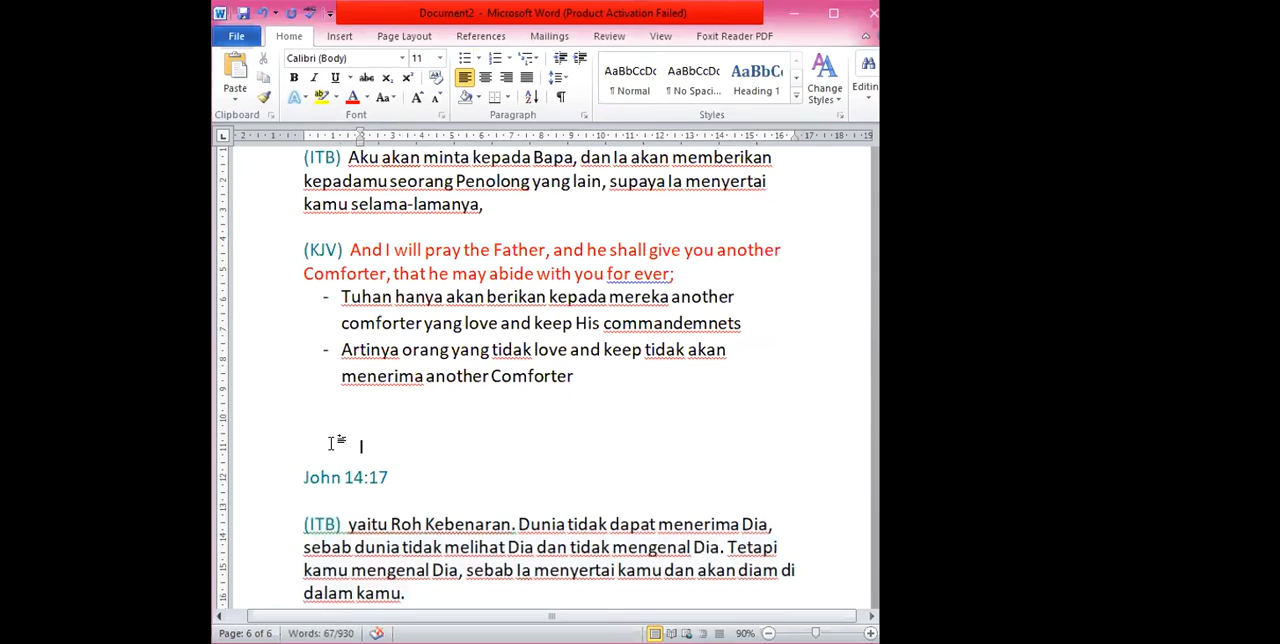 Document2 - Microsoft Word (Product Activation Failed)
File Home Insert Page Layout References Mailings Review View Foxit Reader PDF
Calibri (Body) 11
AaBbCcDc AaBbCcDc AaBbC
Paste
¶ Normal ¶ No Spaci... Heading 1
Change Styles
Editin
Clipboard Font Paragraph Styles
(ITB) Aku akan minta kepada Bapa, dan Ia akan memberikan
kepadamu seorang Penolong yang lain, supaya Ia menyertai
kamu selama-lamanya,
(KJV) And I will pray the Father, and he shall give you another
Comforter, that he may abide with you for ever;
- Tuhan hanya akan berikan kepada mereka another
comforter yang love and keep His commandemnets
- Artinya orang yang tidak love and keep tidak akan
menerima another Comforter
John 14:17
(ITB) yaitu Roh Kebenaran. Dunia tidak dapat menerima Dia,
sebab dunia tidak melihat Dia dan tidak mengenal Dia. Tetapi
kamu mengenal Dia, sebab Ia menyertai kamu dan akan diam di
dalam kamu.
Page: 6 of 6 Words: 67/930 90%